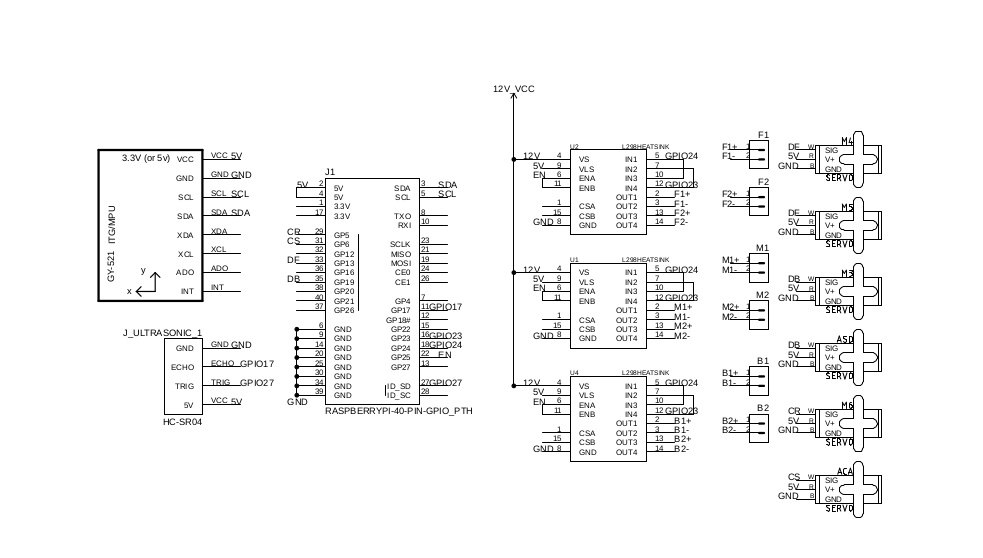 12V_VCC
3.3V (or 5v) VCC VCC 5V
GND GND GND
SCL SCL SCL
SDA SDA SDA
XDA XDA
XCL XCL
ADO ADO
INT INT
GY-521 ITG/MPU
y
x
J_ULTRASONIC_1
GND GND GND
ECHO ECHO GPIO17
TRIG TRIG GPIO27
5V VCC 5V
HC-SR04
J1
5V 2 5V SDA 3 SDA
4 5V SCL 5 SCL
1 3.3V
17 3.3V TXO 8
RXI 10
CR 29 GP5
CS 31 GP6 SCLK 23
32 GP12 MISO 21
DF 33 GP13 MOSI 19
36 GP16 CE0 24
DB 35 GP19 CE1 26
38 GP20
40 GP21 GP4 7
37 GP26 GP17 11 GPIO17
GP18# 12
6 GND GP22 15
9 GND GP23 16 GPIO23
14 GND GP24 18 GPIO24
20 GND GP25 22 EN
25 GND GP27 13
30 GND
34 GND ID_SD 27 GPIO27
39 GND ID_SC 28
GND
RASPBERRYPI-40-PIN-GPIO_PTH
U2 L298HEATSINK
12V 4 VS IN1 5 GPIO24
5V 9 VLS IN2 7
EN 6 ENA IN3 10
11 ENB IN4 12 GPIO23
OUT1 2 F1+
1 CSA OUT2 3 F1-
15 CSB OUT3 13 F2+
GND 8 GND OUT4 14 F2-
U1 L298HEATSINK
12V 4 VS IN1 5 GPIO24
5V 9 VLS IN2 7
EN 6 ENA IN3 10
11 ENB IN4 12 GPIO23
OUT1 2 M1+
1 CSA OUT2 3 M1-
15 CSB OUT3 13 M2+
GND 8 GND OUT4 14 M2-
U4 L298HEATSINK
12V 4 VS IN1 5 GPIO24
5V 9 VLS IN2 7
EN 6 ENA IN3 10
11 ENB IN4 12 GPIO23
OUT1 2 B1+
1 CSA OUT2 3 B1-
15 CSB OUT3 13 B2+
GND 8 GND OUT4 14 B2-
F1
F1+ 1
F1- 2
F2
F2+ 1
F2- 2
M1
M1+ 1
M1- 2
M2
M2+ 1
M2- 2
B1
B1+ 1
B1- 2
B2
B2+ 1
B2- 2
M4
DF W SIG
5V R V+
GND B GND
SERVO
M5
DF W SIG
5V R V+
GND B GND
SERVO
M3
DB W SIG
5V R V+
GND B GND
SERVO
ASD
DB W SIG
5V R V+
GND B GND
SERVO
M6
CR W SIG
5V R V+
GND B GND
SERVO
ACA
CS W SIG
5V R V+
GND B GND
SERVO